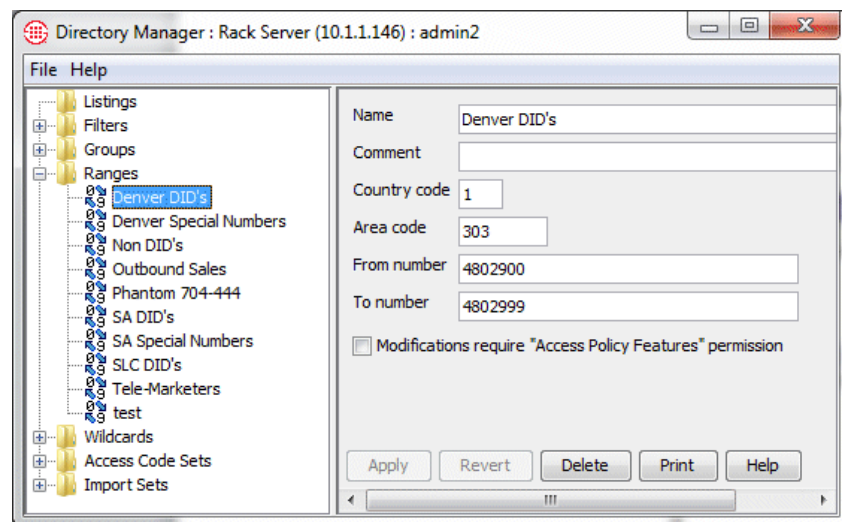 Directory Manager : Rack Server (10.1.1.146) : admin2
File Help
Listings
Filters
Groups
Ranges
Denver DID's
Denver Special Numbers
Non DID's
Outbound Sales
Phantom 704-444
SA DID's
SA Special Numbers
SLC DID's
Tele-Marketers
test
Wildcards
Access Code Sets
Import Sets
Name Denver DID's
Comment
Country code 1
Area code 303
From number 4802900
To number 4802999
Modifications require "Access Policy Features" permission
Apply Revert Delete Print Help